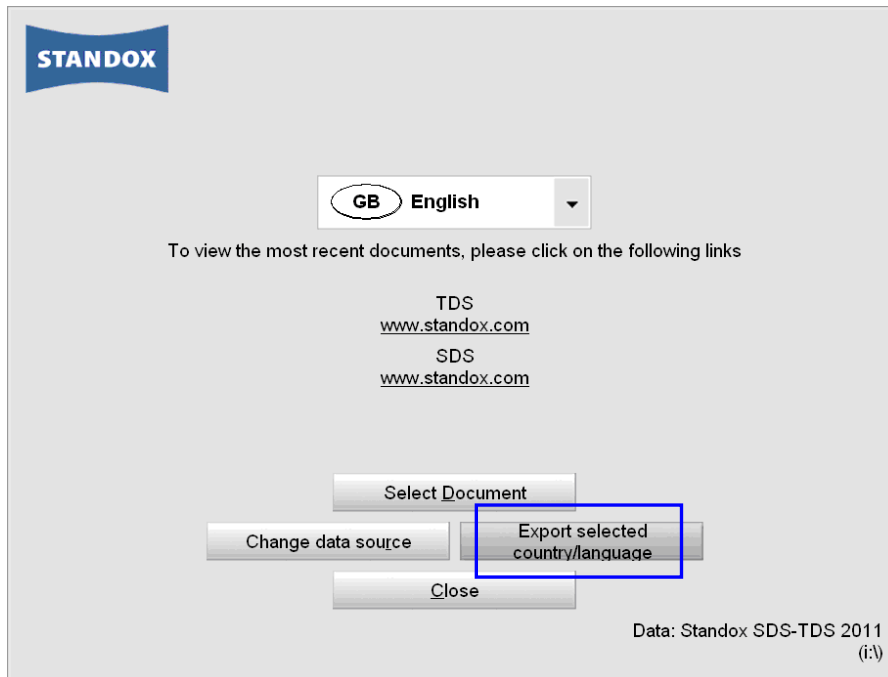 STANDOX
GB English
To view the most recent documents, please click on the following links
TDS
www.standox.com
SDS
www.standox.com
Select Document
Change data source
Export selected
country/language
Close
Data: Standox SDS-TDS 2011
(i:\)